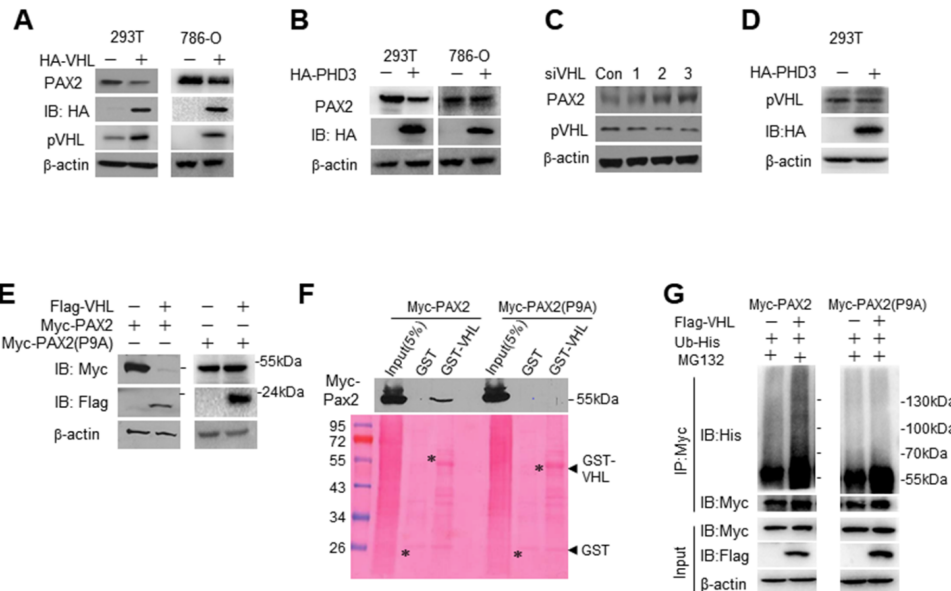 A
293T 786-O
HA-VHL − + − +
PAX2
IB: HA
pVHL
β-actin
B
293T 786-O
HA-PHD3 − + − +
PAX2
IB: HA
β-actin
C
siVHL Con 1 2 3
PAX2
pVHL
β-actin
D
293T
HA-PHD3 − +
pVHL
IB:HA
β-actin
E
Flag-VHL − + − +
Myc-PAX2 + + − −
Myc-PAX2(P9A) − − + +
IB: Myc -55kDa
IB: Flag -24kDa
β-actin
F
Myc-PAX2 Myc-PAX2(P9A)
Input(5%) GST GST-VHL Input(5%) GST GST-VHL
Myc-
Pax2 -55kDa
95
72
55 * * GST-
VHL
43
34
26 * * GST
G
Myc-PAX2 Myc-PAX2(P9A)
Flag-VHL − + − +
Ub-His + + + +
MG132 + + + +
IP:Myc
IB:His
-130kDa
-100kDa
-70kDa
-55kDa
IB:Myc
Input
IB:Myc
IB:Flag
β-actin